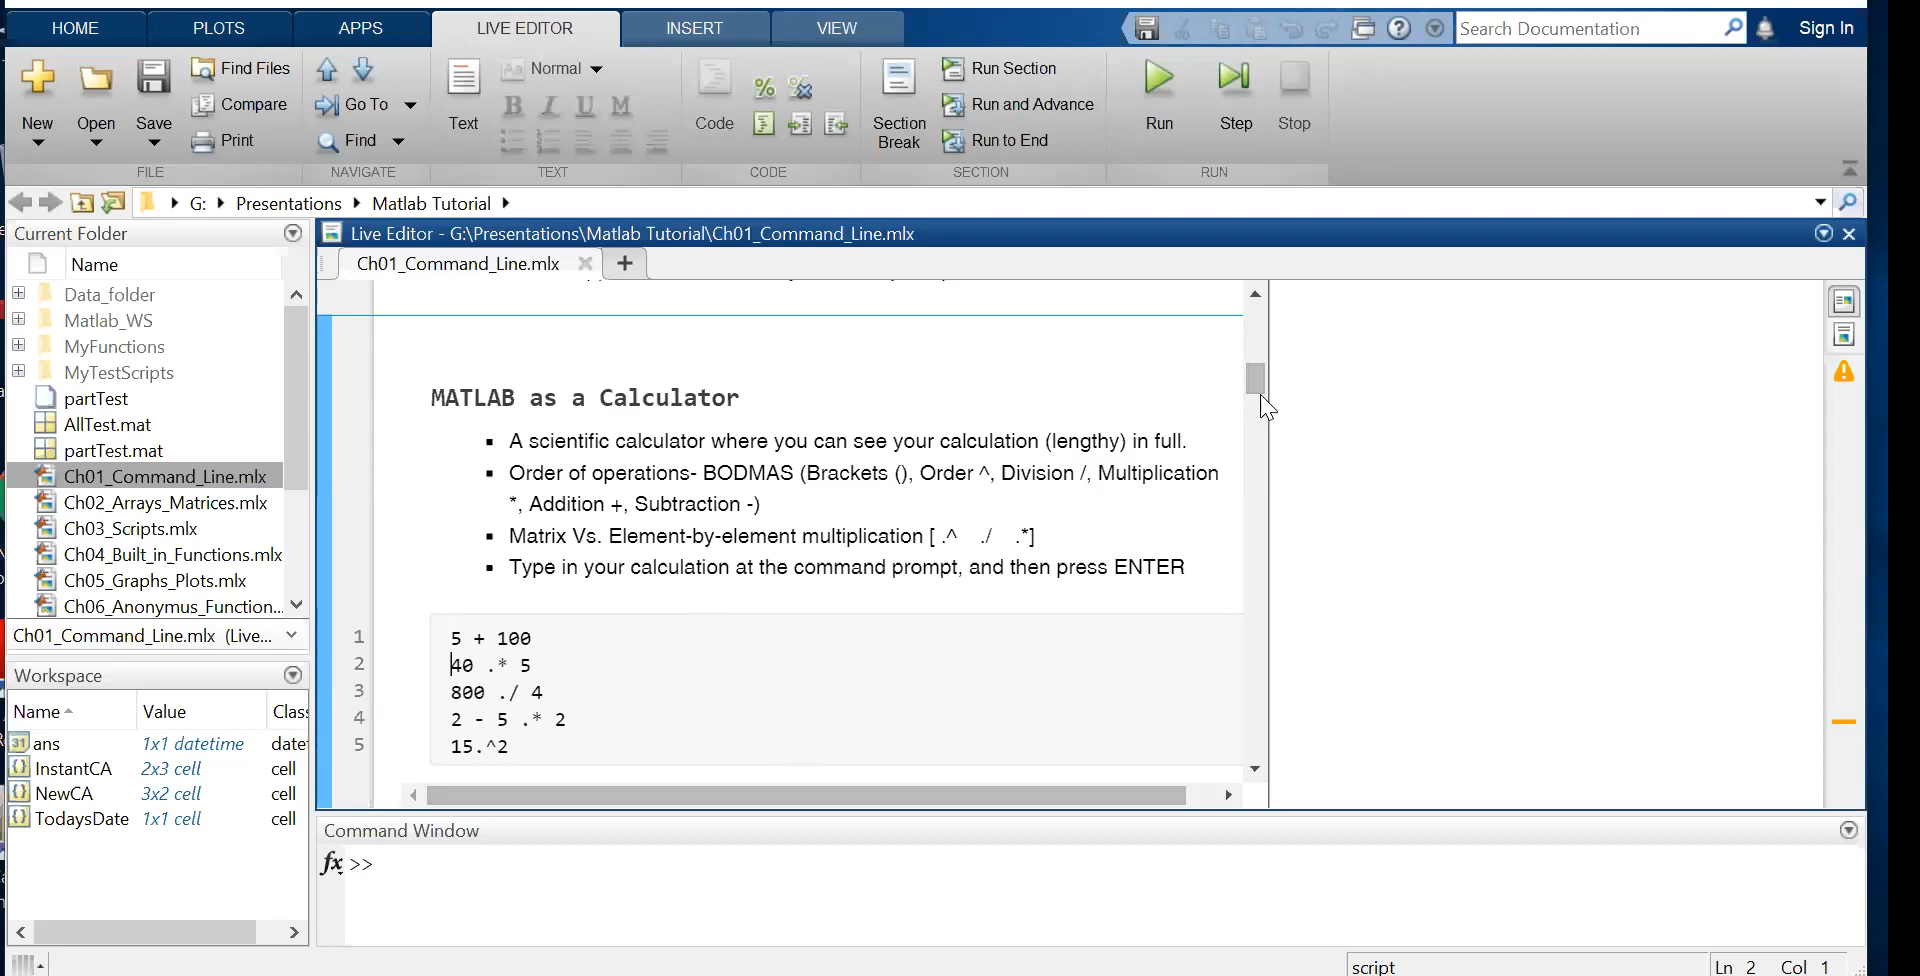 HOME PLOTS APPS LIVE EDITOR INSERT VIEW Search Documentation Sign In
New
Open
Save
Find Files
Compare
Print
FILE
Go To
Find
NAVIGATE
Text
Aa Normal
B I U M
TEXT
Code
CODE
Section
Break
Run Section
Run and Advance
Run to End
SECTION
Run
Step
Stop
RUN
G: Presentations Matlab Tutorial
Current Folder
Name
Data_folder
Matlab_WS
MyFunctions
MyTestScripts
partTest
AllTest.mat
partTest.mat
Ch01_Command_Line.mlx
Ch02_Arrays_Matrices.mlx
Ch03_Scripts.mlx
Ch04_Built_in_Functions.mlx
Ch05_Graphs_Plots.mlx
Ch06_Anonymus_Function...
Ch01_Command_Line.mlx (Live...
Workspace
Name Value Clas
ans 1x1 datetime date
InstantCA 2x3 cell cell
NewCA 3x2 cell cell
TodaysDate 1x1 cell cell
Live Editor - G:\Presentations\Matlab Tutorial\Ch01_Command_Line.mlx
Ch01_Command_Line.mlx
MATLAB as a Calculator
▪ A scientific calculator where you can see your calculation (lengthy) in full.
▪ Order of operations- BODMAS (Brackets (), Order ^, Division /, Multiplication
*, Addition +, Subtraction -)
▪ Matrix Vs. Element-by-element multiplication [ .^ ./ .*]
▪ Type in your calculation at the command prompt, and then press ENTER
1 5 + 100
2 40 .* 5
3 800 ./ 4
4 2 - 5 .* 2
5 15.^2
Command Window
fx >>
script Ln 2 Col 1